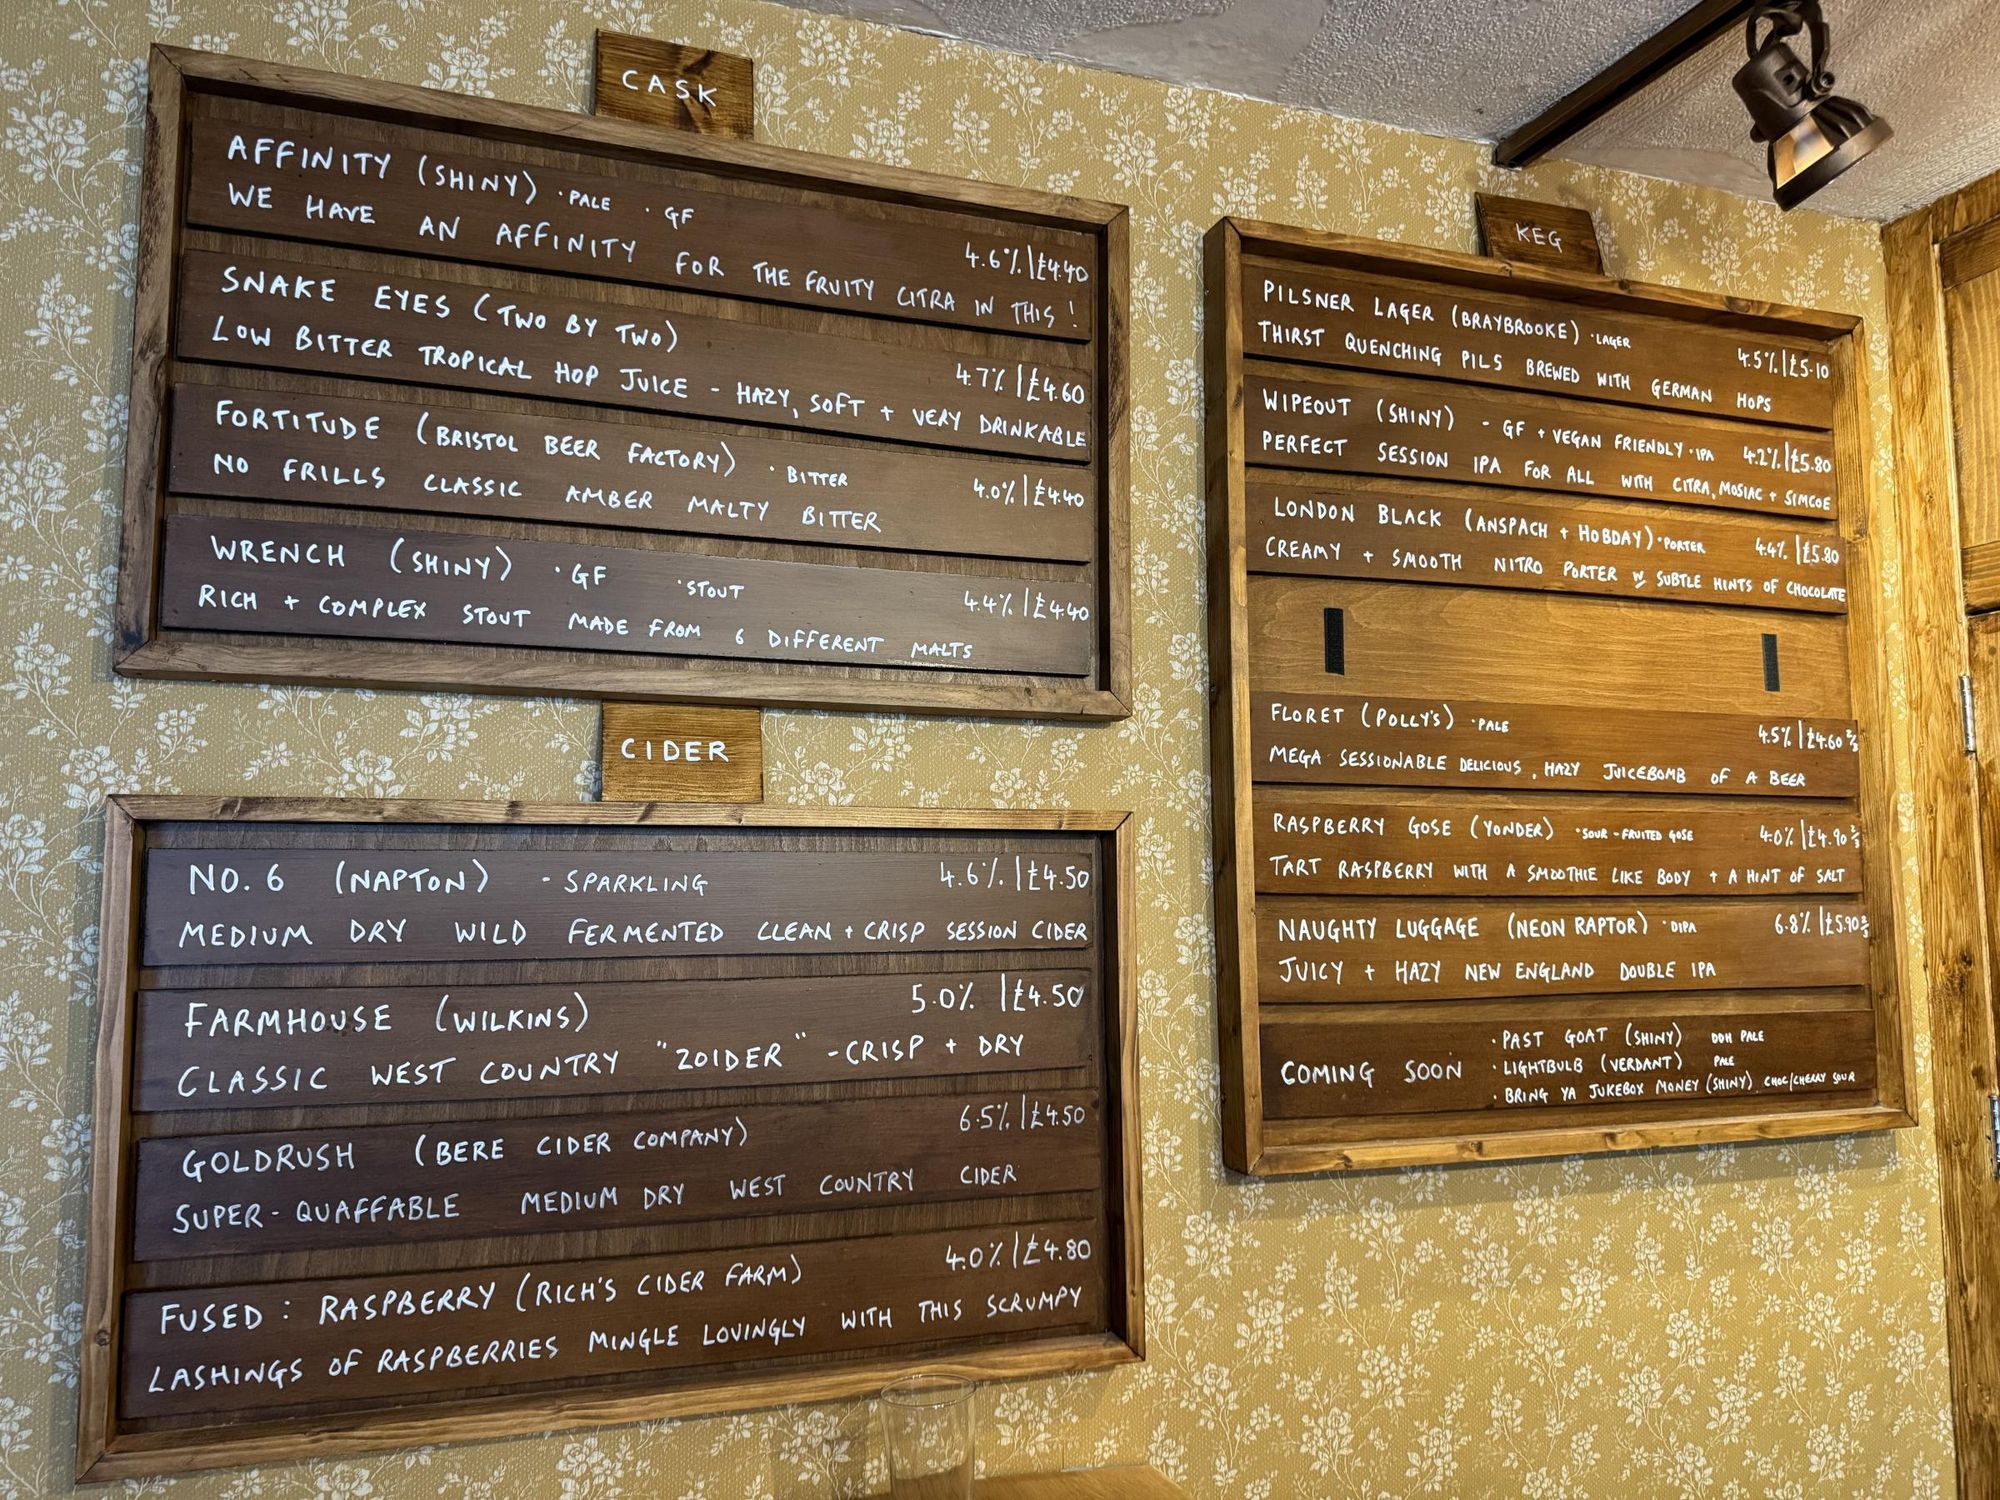 CASK
AFFINITY (SHINY) · PALE · GF
4.6% | £4.40
WE HAVE AN AFFINITY FOR THE FRUITY CITRA IN THIS!
SNAKE EYES (TWO BY TWO)
4.7% | £4.60
LOW BITTER TROPICAL HOP JUICE - HAZY, SOFT + VERY DRINKABLE
FORTITUDE (BRISTOL BEER FACTORY) · BITTER
4.0% | £4.40
NO FRILLS CLASSIC AMBER MALTY BITTER
WRENCH (SHINY) · GF · STOUT
4.4% | £4.40
RICH + COMPLEX STOUT MADE FROM 6 DIFFERENT MALTS
CIDER
NO. 6 (NAPTON) - SPARKLING 4.6% | £4.50
MEDIUM DRY WILD FERMENTED CLEAN + CRISP SESSION CIDER
FARMHOUSE (WILKINS) 5.0% | £4.50
CLASSIC WEST COUNTRY "ZOIDER" - CRISP + DRY
GOLDRUSH (BERE CIDER COMPANY) 6.5% | £4.50
SUPER-QUAFFABLE MEDIUM DRY WEST COUNTRY CIDER
FUSED: RASPBERRY (RICH'S CIDER FARM) 4.0% | £4.80
LASHINGS OF RASPBERRIES MINGLE LOVINGLY WITH THIS SCRUMPY
KEG
PILSNER LAGER (BRAYBROOKE) · LAGER 4.5% | £5.10
THIRST QUENCHING PILS BREWED WITH GERMAN HOPS
WIPEOUT (SHINY) - GF + VEGAN FRIENDLY · IPA 4.2% | £5.80
PERFECT SESSION IPA FOR ALL WITH CITRA, MOSIAC + SIMCOE
LONDON BLACK (ANSPACH + HOBDAY) · PORTER 4.4% | £5.80
CREAMY + SMOOTH NITRO PORTER W SUBTLE HINTS OF CHOCOLATE
FLORET (POLLY'S) · PALE 4.5% | £4.60 2/3
MEGA SESSIONABLE DELICIOUS, HAZY JUICEBOMB OF A BEER
RASPBERRY GOSE (YONDER) · SOUR - FRUITED GOSE 4.0% | £4.90 2/3
TART RASPBERRY WITH A SMOOTHIE LIKE BODY + A HINT OF SALT
NAUGHTY LUGGAGE (NEON RAPTOR) · DIPA 6.8% | £5.90 2/3
JUICY + HAZY NEW ENGLAND DOUBLE IPA
COMING SOON
· PAST GOAT (SHINY) DDH PALE
· LIGHTBULB (VERDANT) PALE
· BRING YA JUKEBOX MONEY (SHINY) CHOC/CHERRY SOUR